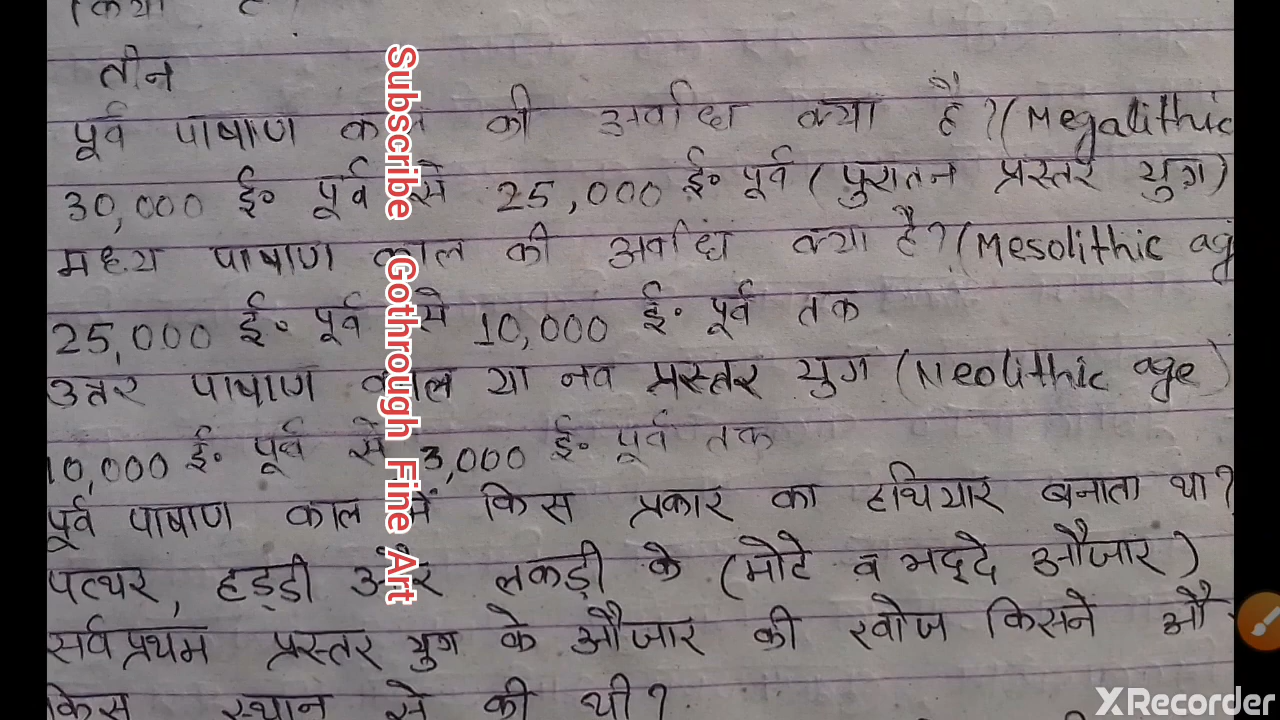 किया है?
तीन
पूर्व पाषाण काल की अवधि क्या है ? (Megalithic
30,000 ई० पूर्व से 25,000 ई० पूर्व (पुरातन प्रस्तर युग)
मध्य पाषाण काल की अवधि क्या है? (Mesolithic ag
25,000 ई० पूर्व से 10,000 ई० पूर्व तक
उत्तर पाषाण काल या नव प्रस्तर युग (Neolithic age)
10,000 ई० पूर्व से 3,000 ई० पूर्व तक
पूर्व पाषाण काल में किस प्रकार का हथियार बनाता था?
पत्थर, हड्डी और लकड़ी के (मोटे व भद्दे औजार)
सर्वप्रथम प्रस्तर युग के औजार की खोज किसने औ
किस स्थान से की थी?
Subscribe Gothrough Fine Art
XRecorder